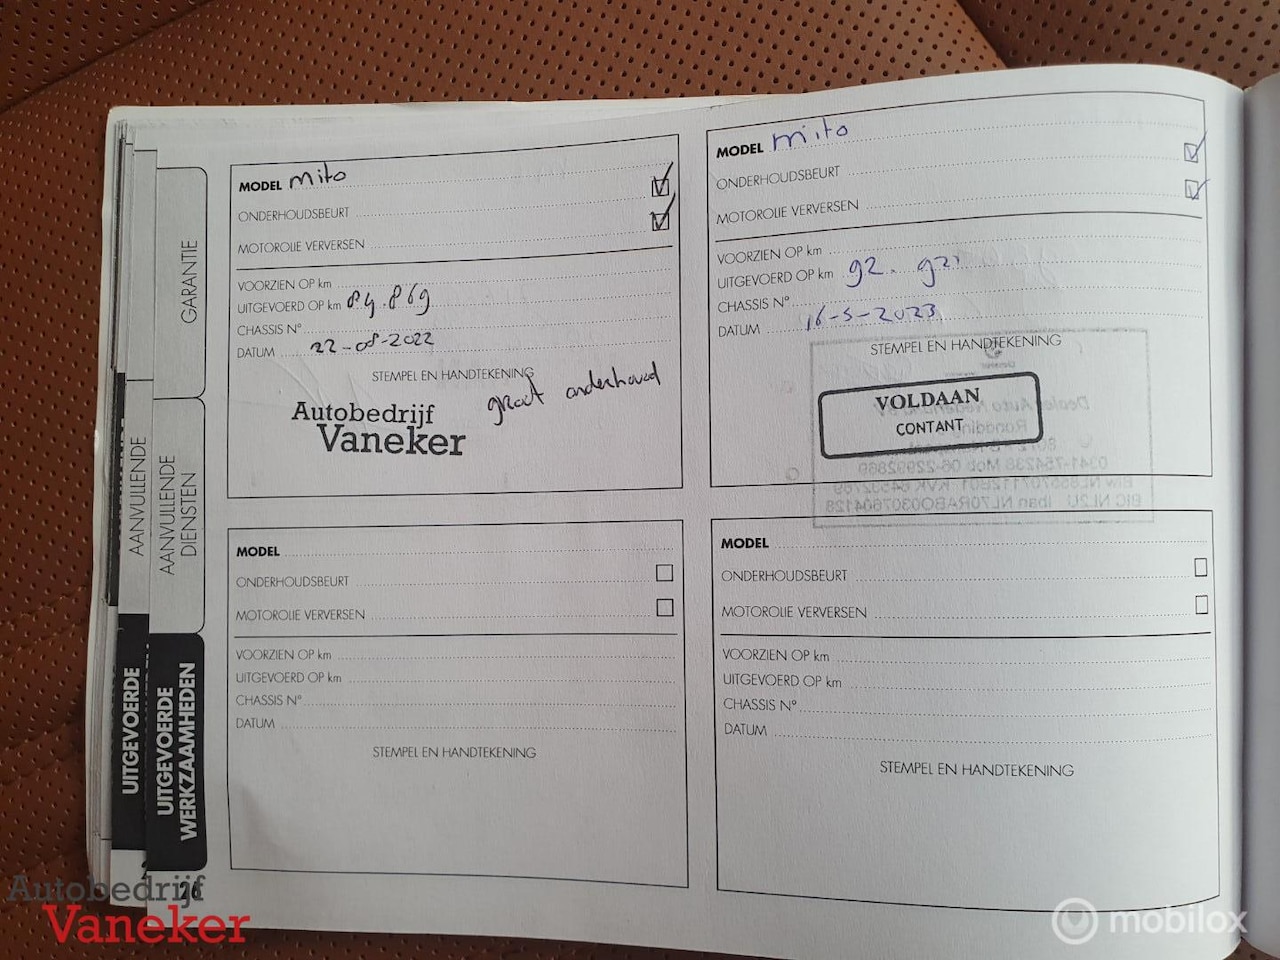 GARANTIE
AANVULLENDE
AANVULLENDE
DIENSTEN
UITGEVOERDE
UITGEVOERDE
WERKZAAMHEDEN
MODEL mito
ONDERHOUDSBEURT
MOTOROLIE VERVERSEN
VOORZIEN OP km
UITGEVOERD OP km 84.869
CHASSIS N°
DATUM 22-08-2022
STEMPEL EN HANDTEKENING
groot onderhoud
Autobedrijf
Vaneker
MODEL mito
ONDERHOUDSBEURT
MOTOROLIE VERVERSEN
VOORZIEN OP km
UITGEVOERD OP km
CHASSIS N°
DATUM 16-5-2023
STEMPEL EN HANDTEKENING
VOLDAAN
CONTANT
MODEL
ONDERHOUDSBEURT
MOTOROLIE VERVERSEN
VOORZIEN OP km
UITGEVOERD OP km
CHASSIS N°
DATUM
STEMPEL EN HANDTEKENING
MODEL
ONDERHOUDSBEURT
MOTOROLIE VERVERSEN
VOORZIEN OP km
UITGEVOERD OP km
CHASSIS N°
DATUM
STEMPEL EN HANDTEKENING
Autobedrijf
Vaneker
mobilox